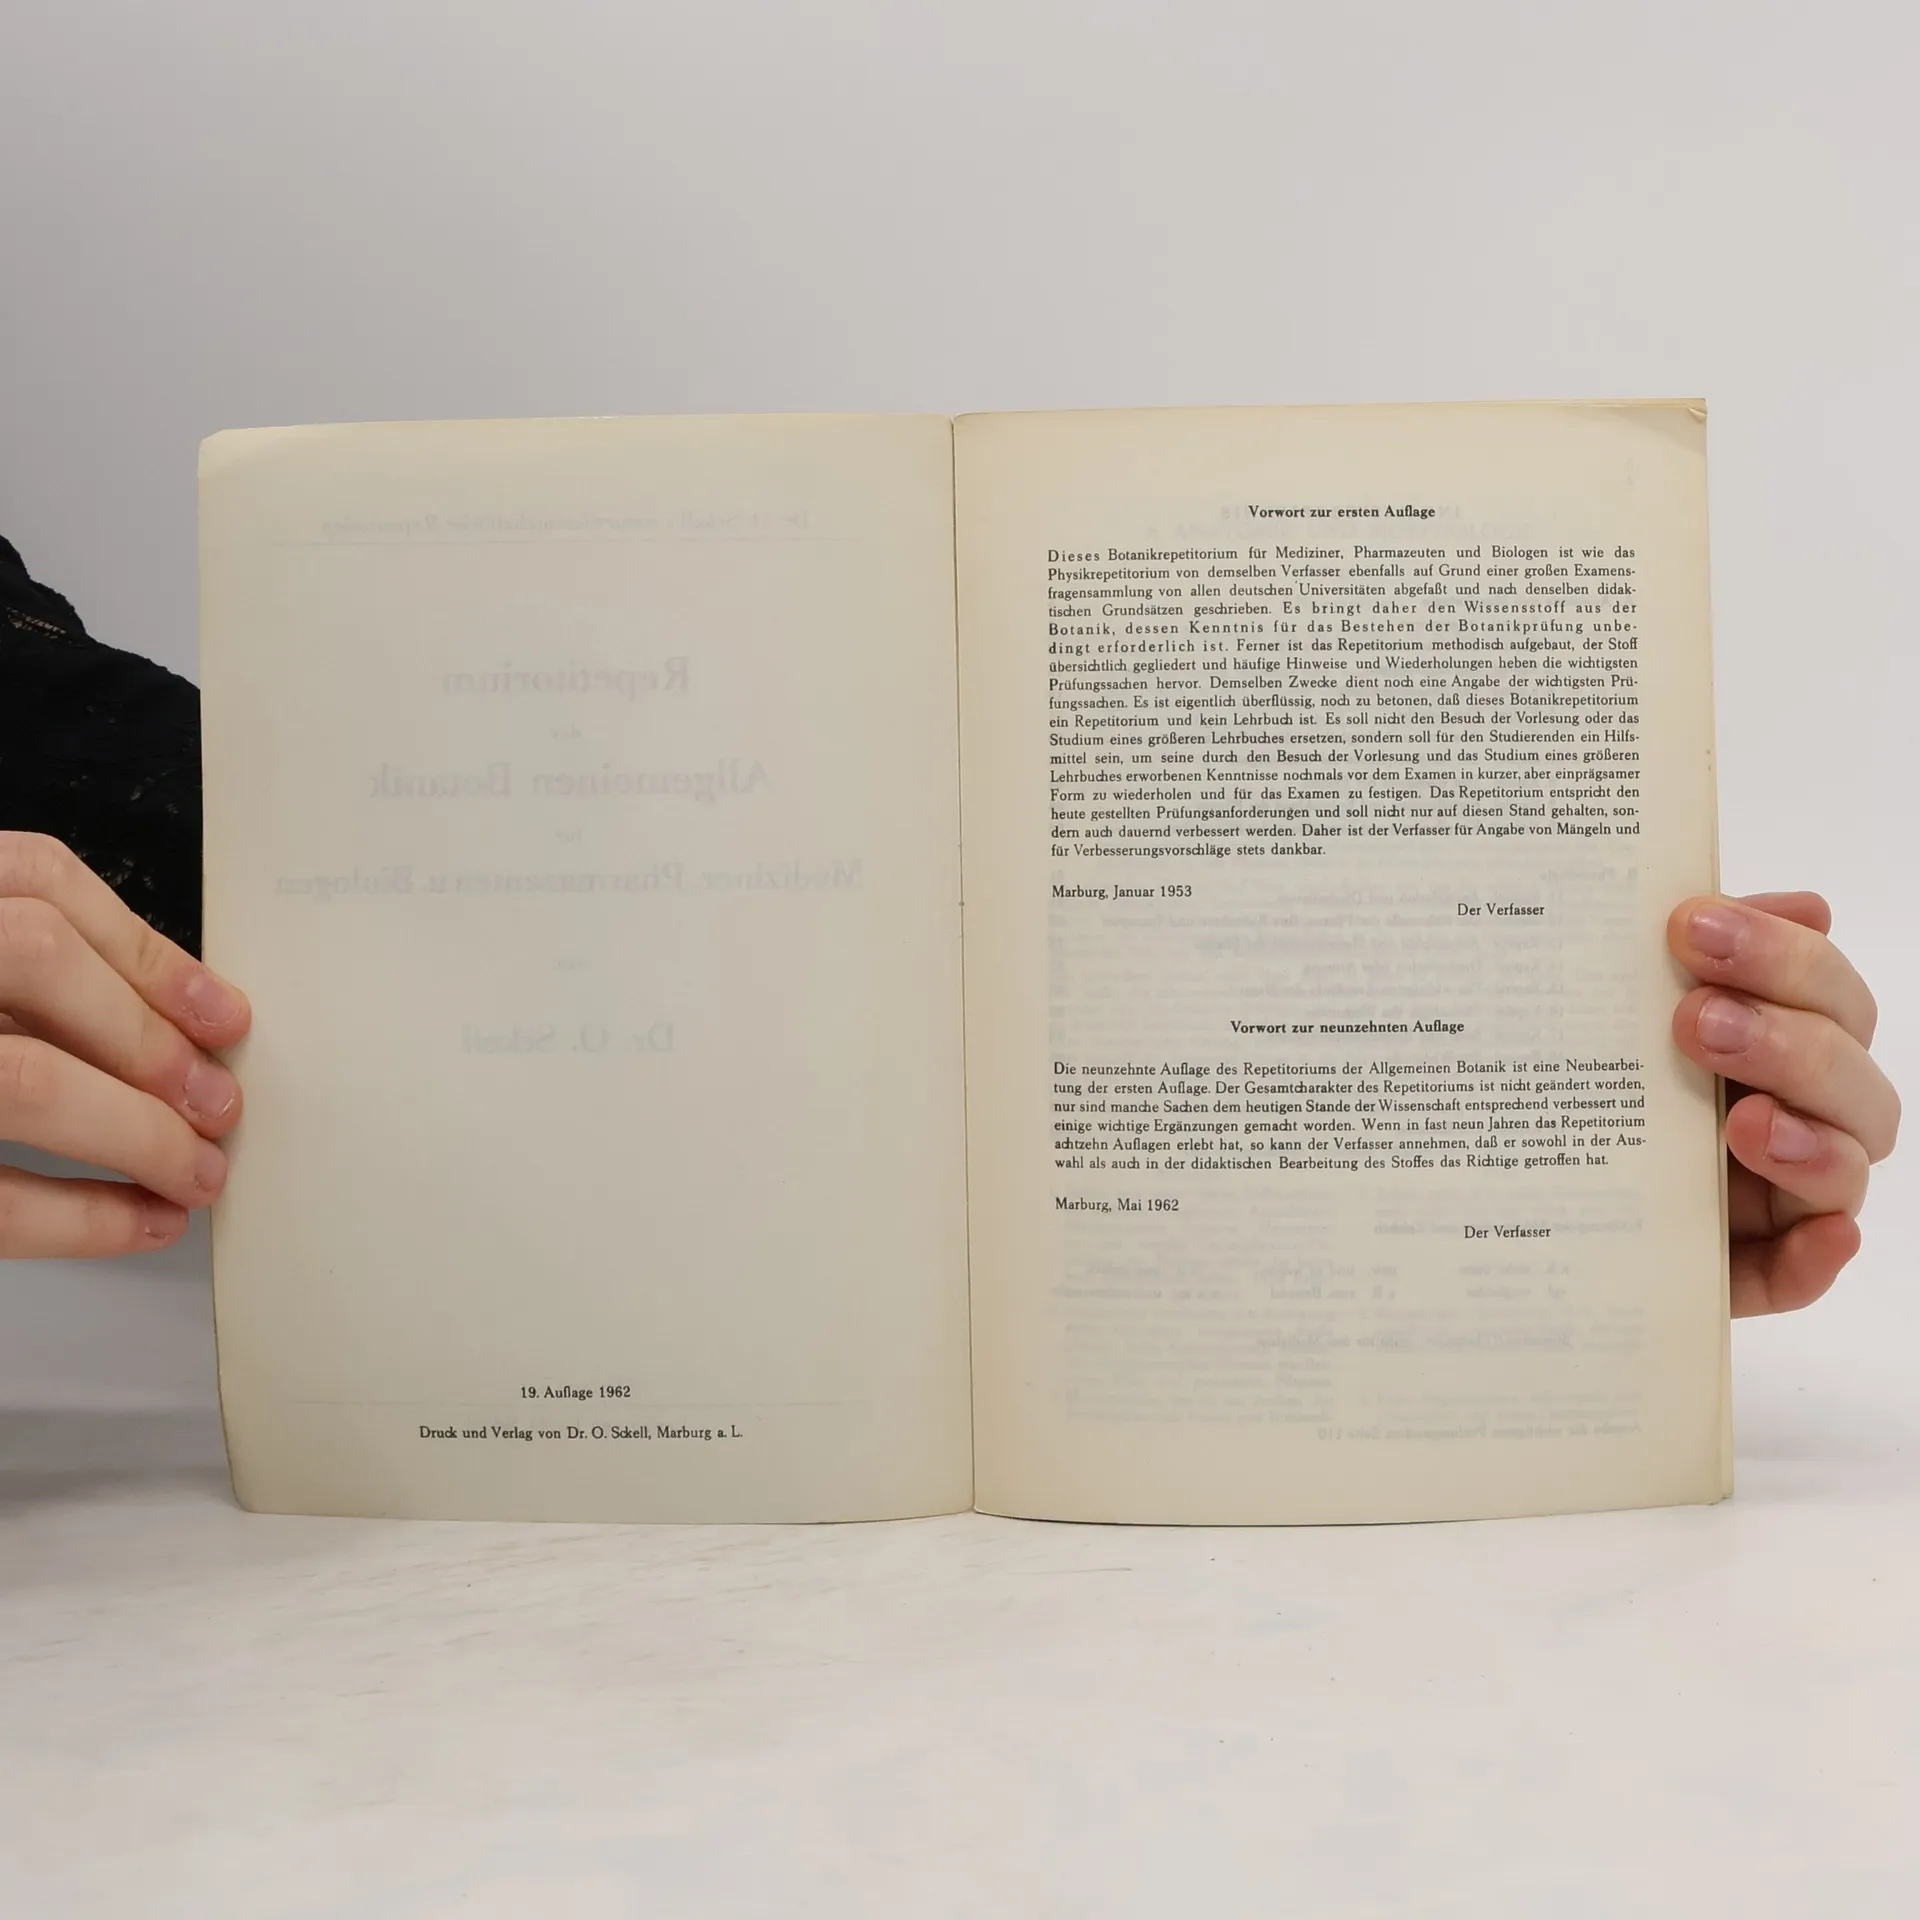 19. Auflage 1962
Druck und Verlag von Dr. O. Sckell, Marburg a. L.
Vorwort zur ersten Auflage
Dieses Botanikrepetitorium für Mediziner, Pharmazeuten und Biologen ist wie das
Physikrepetitorium von demselben Verfasser ebenfalls auf Grund einer großen Examens-
fragensammlung von allen deutschen Universitäten abgefaßt und nach denselben didak-
tischen Grundsätzen geschrieben. Es bringt daher den Wissensstoff aus der
Botanik, dessen Kenntnis für das Bestehen der Botanikprüfung unbe-
dingt erforderlich ist. Ferner ist das Repetitorium methodisch aufgebaut, der Stoff
übersichtlich gegliedert und häufige Hinweise und Wiederholungen heben die wichtigsten
Prüfungssachen hervor. Demselben Zwecke dient noch eine Angabe der wichtigsten Prü-
fungssachen. Es ist eigentlich überflüssig, noch zu betonen, daß dieses Botanikrepetitorium
ein Repetitorium und kein Lehrbuch ist. Es soll nicht den Besuch der Vorlesung oder das
Studium eines größeren Lehrbuches ersetzen, sondern soll für den Studierenden ein Hilfs-
mittel sein, um seine durch den Besuch der Vorlesung und das Studium eines größeren
Lehrbuches erworbenen Kenntnisse nochmals vor dem Examen in kurzer, aber einprägsamer
Form zu wiederholen und für das Examen zu festigen. Das Repetitorium entspricht den
heute gestellten Prüfungsanforderungen und soll nicht nur auf diesen Stand gehalten, son-
dern auch dauernd verbessert werden. Daher ist der Verfasser für Angabe von Mängeln und
für Verbesserungsvorschläge stets dankbar.
Marburg, Januar 1953
Der Verfasser
Vorwort zur neunzehnten Auflage
Die neunzehnte Auflage des Repetitoriums der Allgemeinen Botanik ist eine Neubearbei-
tung der ersten Auflage. Der Gesamtcharakter des Repetitoriums ist nicht geändert worden,
nur sind manche Sachen dem heutigen Stande der Wissenschaft entsprechend verbessert und
einige wichtige Ergänzungen gemacht worden. Wenn in fast neun Jahren das Repetitorium
achtzehn Auflagen erlebt hat, so kann der Verfasser annehmen, daß er sowohl in der Aus-
wahl als auch in der didaktischen Bearbeitung des Stoffes das Richtige getroffen hat.
Marburg, Mai 1962
Der Verfasser